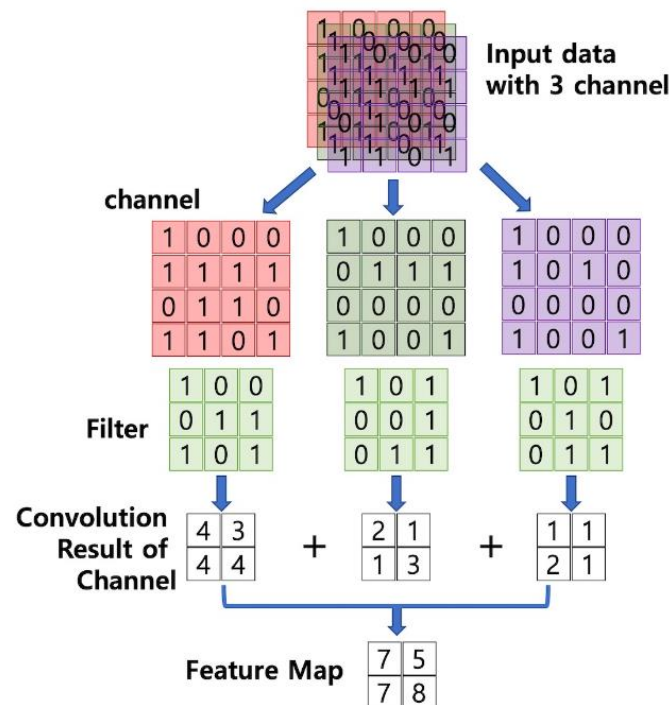 Input data
with 3 channel
channel
1 0 0 0 1 0 0 0 1 0 0 0
1 1 1 1 0 1 1 1 1 0 1 0
0 1 1 0 0 0 0 0 0 0 0 0
1 1 0 1 1 0 0 1 1 0 0 1
Filter
1 0 0 1 0 1 1 0 1
0 1 1 0 0 1 0 1 0
1 0 1 0 1 1 0 1 1
Convolution
Result of
Channel
4 3 + 2 1 + 1 1
4 4 1 3 2 1
Feature Map
7 5
7 8